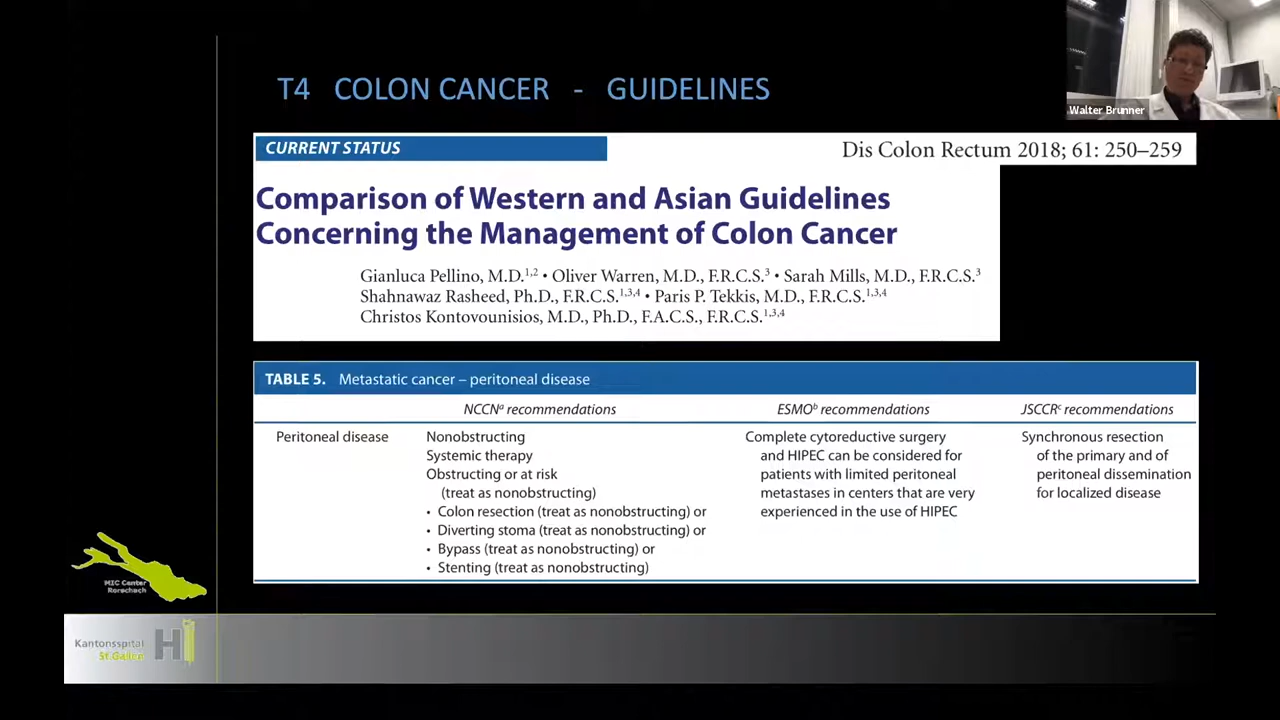 Walter Brunner
T4 COLON CANCER - GUIDELINES
CURRENT STATUS
Dis Colon Rectum 2018; 61: 250–259
Comparison of Western and Asian Guidelines
Concerning the Management of Colon Cancer
Gianluca Pellino, M.D.1,2 • Oliver Warren, M.D., F.R.C.S.3 • Sarah Mills, M.D., F.R.C.S.3
Shahnawaz Rasheed, Ph.D., F.R.C.S.1,3,4 • Paris P. Tekkis, M.D., F.R.C.S.1,3,4
Christos Kontovounisios, M.D., Ph.D., F.A.C.S., F.R.C.S.1,3,4
TABLE 5. Metastatic cancer – peritoneal disease
NCCNa recommendations
ESMOb recommendations
JSCCRc recommendations
Peritoneal disease
Nonobstructing
Systemic therapy
Obstructing or at risk
(treat as nonobstructing)
• Colon resection (treat as nonobstructing) or
• Diverting stoma (treat as nonobstructing) or
• Bypass (treat as nonobstructing) or
• Stenting (treat as nonobstructing)
Complete cytoreductive surgery
and HIPEC can be considered for
patients with limited peritoneal
metastases in centers that are very
experienced in the use of HIPEC
Synchronous resection
of the primary and of
peritoneal dissemination
for localized disease
MIC Center
Rorschach
Kantonsspital
St.Gallen